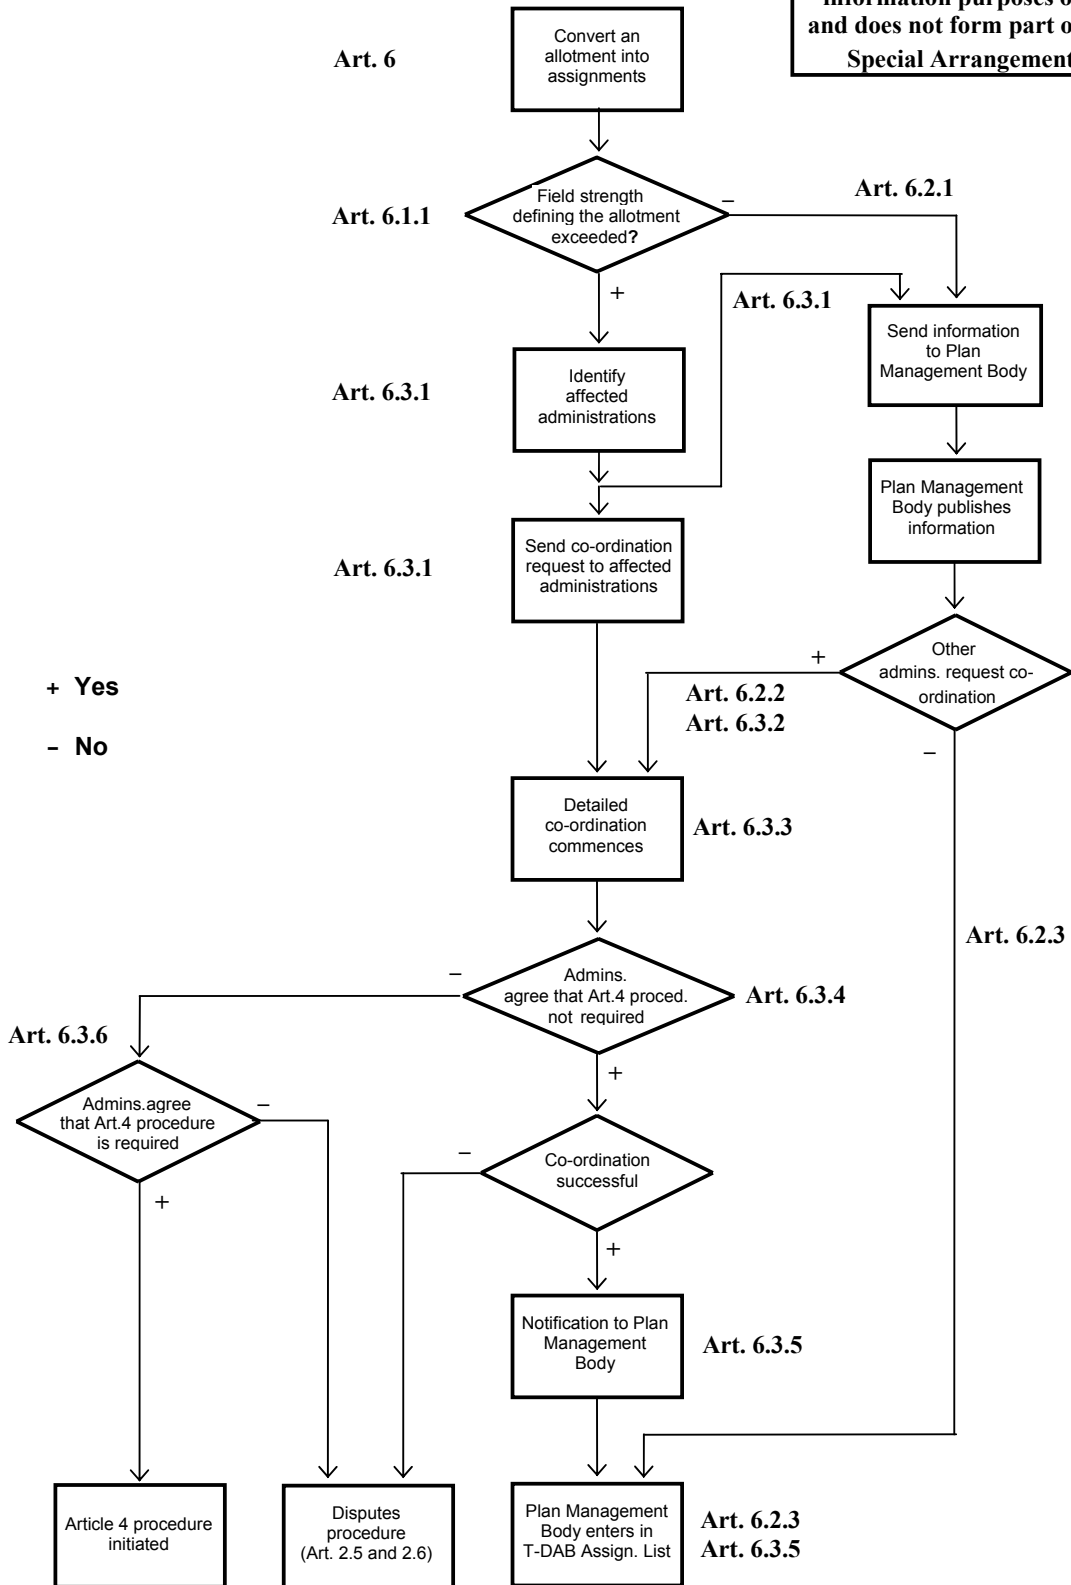 information purposes o
and does not form part o
Special Arrangement
Convert an
allotment into
assignments
Art. 6
Field strength
defining the allotment
exceeded?
Art. 6.1.1
−
Art. 6.2.1
+
Art. 6.3.1
Send information
to Plan
Management Body
Identify
affected
administrations
Art. 6.3.1
Plan Management
Body publishes
information
Send co-ordination
request to affected
administrations
Art. 6.3.1
Other
admins. request co-
ordination
+
Art. 6.2.2
Art. 6.3.2
−
+ Yes
− No
Detailed
co-ordination
commences
Art. 6.3.3
Art. 6.2.3
Admins.
agree that Art.4 proced.
not required
−
Art. 6.3.4
Art. 6.3.6
+
Admins.agree
that Art.4 procedure
is required
−
+
Co-ordination
successful
−
+
Notification to Plan
Management
Body
Art. 6.3.5
Article 4 procedure
initiated
Disputes
procedure
(Art. 2.5 and 2.6)
Plan Management
Body enters in
T-DAB Assign. List
Art. 6.2.3
Art. 6.3.5